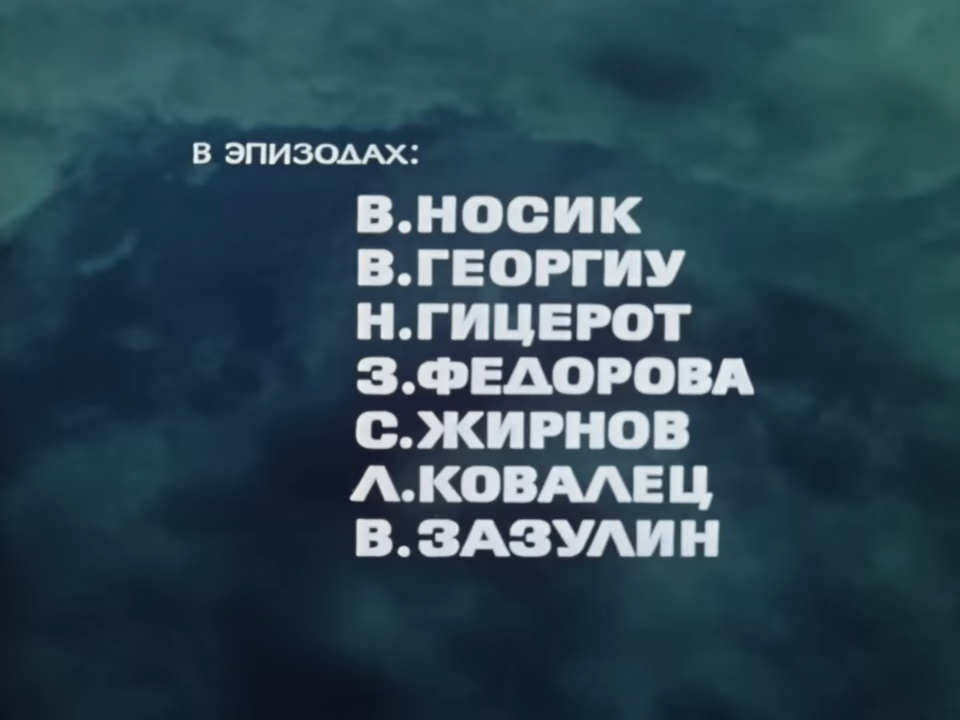 В ЭПИЗОДАХ:
В.НОСИК
В.ГЕОРГИУ
Н.ГИЦЕРОТ
З.ФЕДОРОВА
С.ЖИРНОВ
Л.КОВАЛЕЦ
В.ЗАЗУЛИН